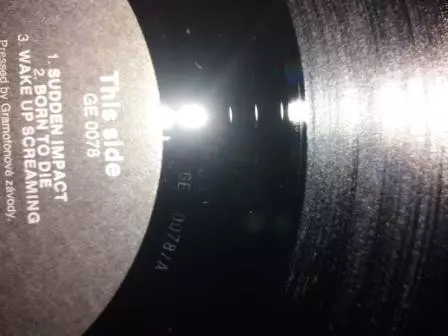 This side
GE 0078
1. SUDDEN IMPACT
2. BORN TO DIE
3. WAKE UP SCREAMING
Pressed by Gramofonové závody,
GE 0078/A